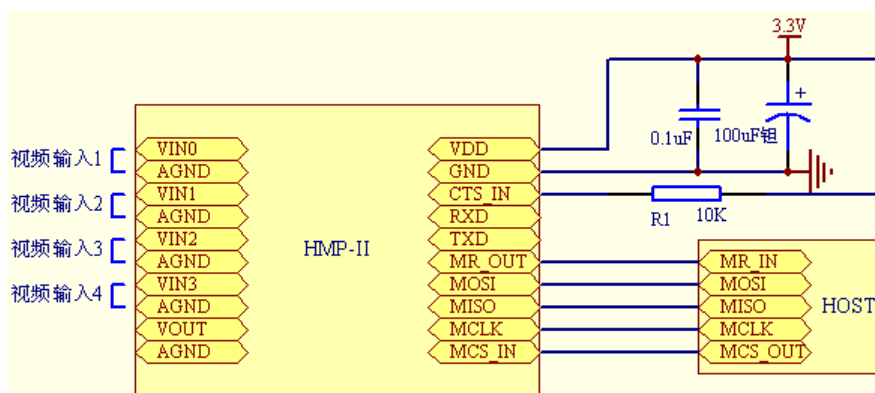 3.3V
0.1uF
100uF钽
+
视频输入1
视频输入2
视频输入3
视频输入4
VIN0
AGND
VIN1
AGND
VIN2
AGND
VIN3
AGND
VOUT
AGND
HMP-II
VDD
GND
CTS_IN
RXD
TXD
MR_OUT
MOSI
MISO
MCLK
MCS_IN
R1
10K
MR_IN
MOSI
MISO
MCLK
MCS_OUT
HOST